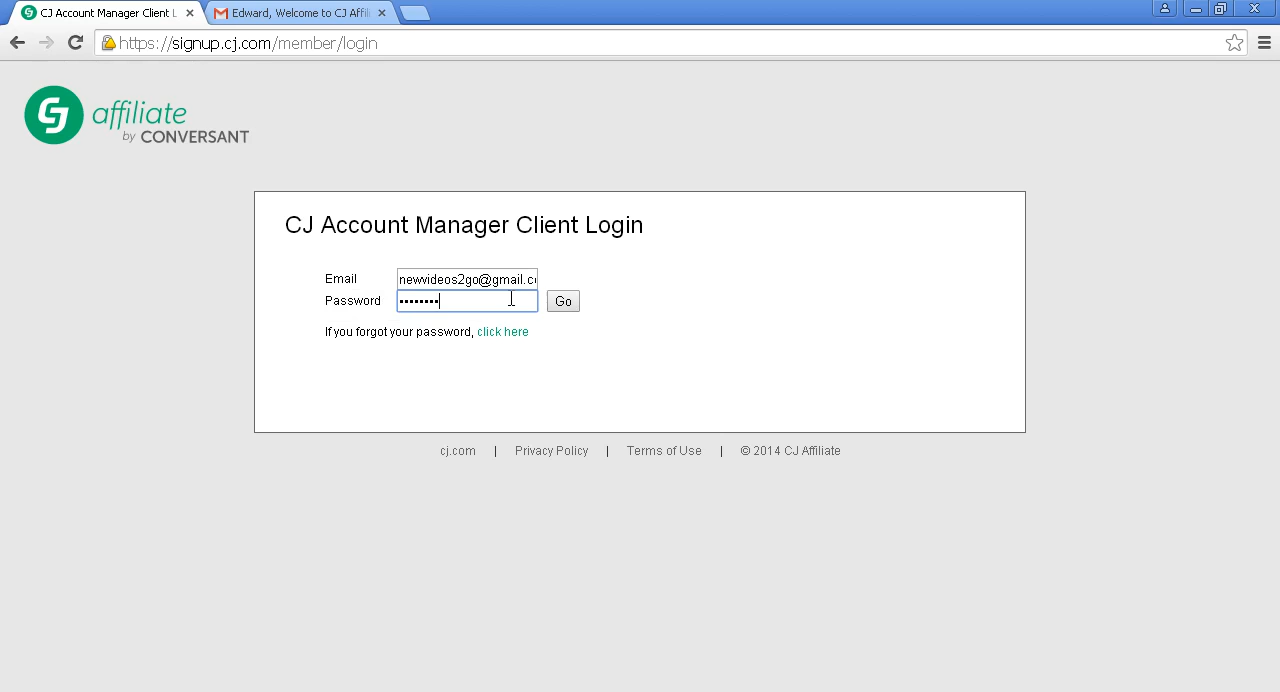 CJ Account Manager Client L
Edward, Welcome to CJ Affil
https://signup.cj.com/member/login
affiliate
by CONVERSANT
CJ Account Manager Client Login
Email newvideos2go@gmail.c
Password •••••••• Go
If you forgot your password, click here
cj.com | Privacy Policy | Terms of Use | © 2014 CJ Affiliate